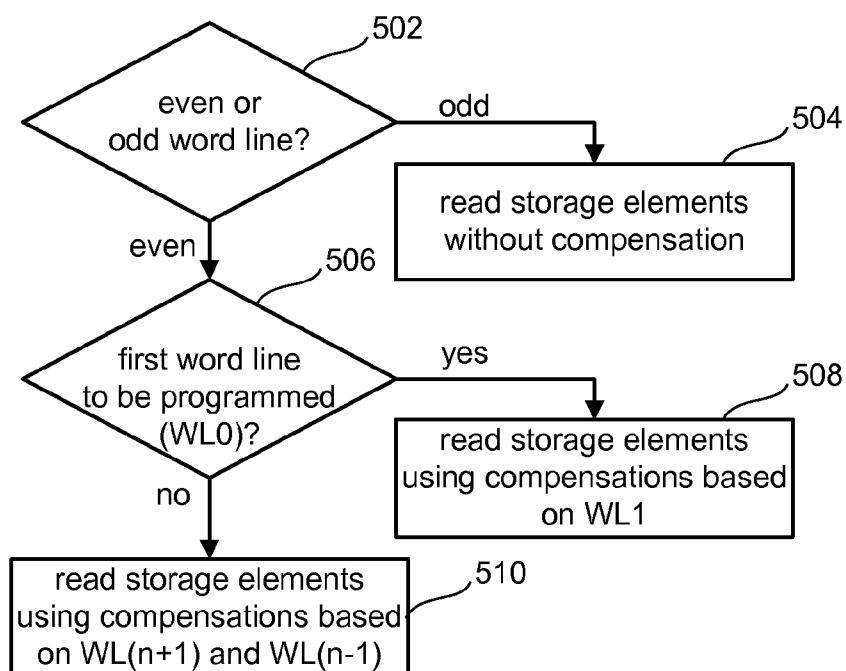 502
even or
odd word line?
odd
504
read storage elements
without compensation
even
506
first word line
to be programmed
(WL0)?
yes
508
read storage elements
using compensations based
on WL1
no
510
read storage elements
using compensations based
on WL(n+1) and WL(n-1)